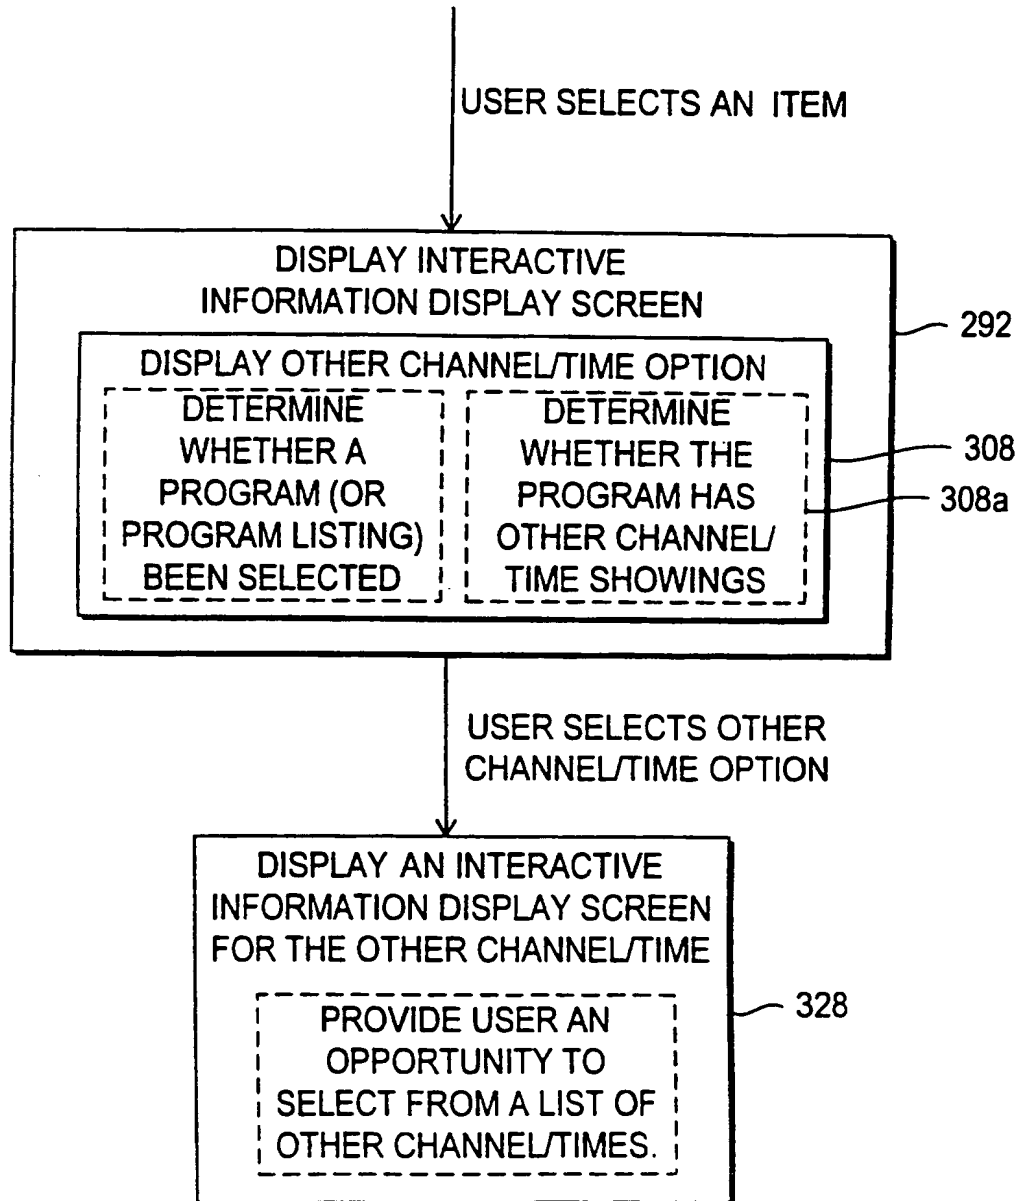 USER SELECTS AN ITEM
DISPLAY INTERACTIVE
INFORMATION DISPLAY SCREEN
292
DISPLAY OTHER CHANNEL/TIME OPTION
DETERMINE
WHETHER A
PROGRAM (OR
PROGRAM LISTING)
BEEN SELECTED
DETERMINE
WHETHER THE
PROGRAM HAS
OTHER CHANNEL/
TIME SHOWINGS
308
308a
USER SELECTS OTHER
CHANNEL/TIME OPTION
DISPLAY AN INTERACTIVE
INFORMATION DISPLAY SCREEN
FOR THE OTHER CHANNEL/TIME
328
PROVIDE USER AN
OPPORTUNITY TO
SELECT FROM A LIST OF
OTHER CHANNEL/TIMES.